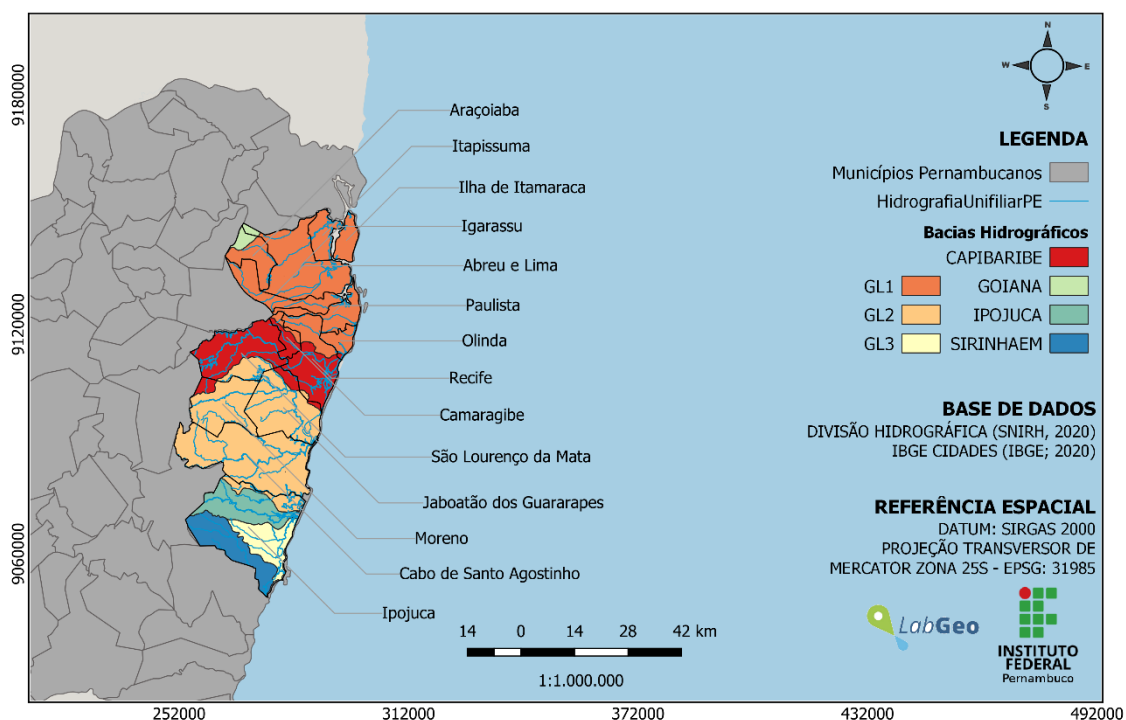 9180000
9120000
9060000
Araçoiaba
Itapissuma
Ilha de Itamaraca
Igarassu
Abreu e Lima
Paulista
Olinda
Recife
Camaragibe
São Lourenço da Mata
Jaboatão dos Guararapes
Moreno
Cabo de Santo Agostinho
Ipojuca
N
W E
S
LEGENDA
Municípios Pernambucanos
HidrografiaUnifiliarPE
Bacias Hidrográficos
CAPIBARIBE
GL1 GOIANA
GL2 IPOJUCA
GL3 SIRINHAEM
BASE DE DADOS
DIVISÃO HIDROGRÁFICA (SNIRH, 2020)
IBGE CIDADES (IBGE; 2020)
REFERÊNCIA ESPACIAL
DATUM: SIRGAS 2000
PROJEÇÃO TRANSVERSOR DE
MERCATOR ZONA 25S - EPSG: 31985
LabGeo
INSTITUTO
FEDERAL
Pernambuco
14 0 14 28 42 km
1:1.000.000
252000 312000 372000 432000 492000